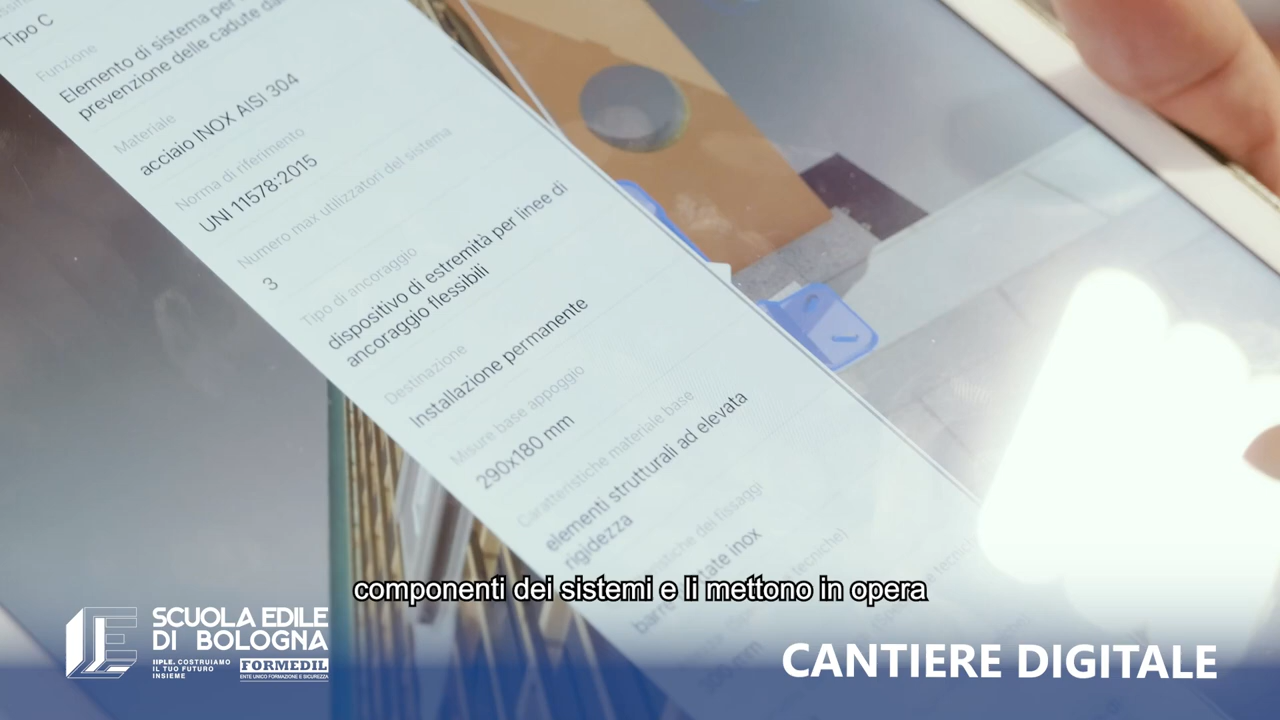 Tipo C
Funzione
Elemento di sistema per
prevenzione delle cadute da
Materiale
acciaio INOX AISI 304
Norma di riferimento
UNI 11578:2015
Numero max utilizzatori del sistema
3
Tipo di ancoraggio
dispositivo di estremità per linee di
ancoraggio flessibili
Destinazione
Installazione permanente
Misure base appoggio
290x180 mm
Caratteristiche materiale base
elementi strutturali ad elevata
rigidezza
dei fissaggi
inox
componenti dei sistemi e li mettono in opera
SCUOLA EDILE
DI BOLOGNA
IIPLE. COSTRUIAMO
IL TUO FUTURO
INSIEME
FORMEDIL
ENTE UNICO FORMAZIONE E SICUREZZA
CANTIERE DIGITALE